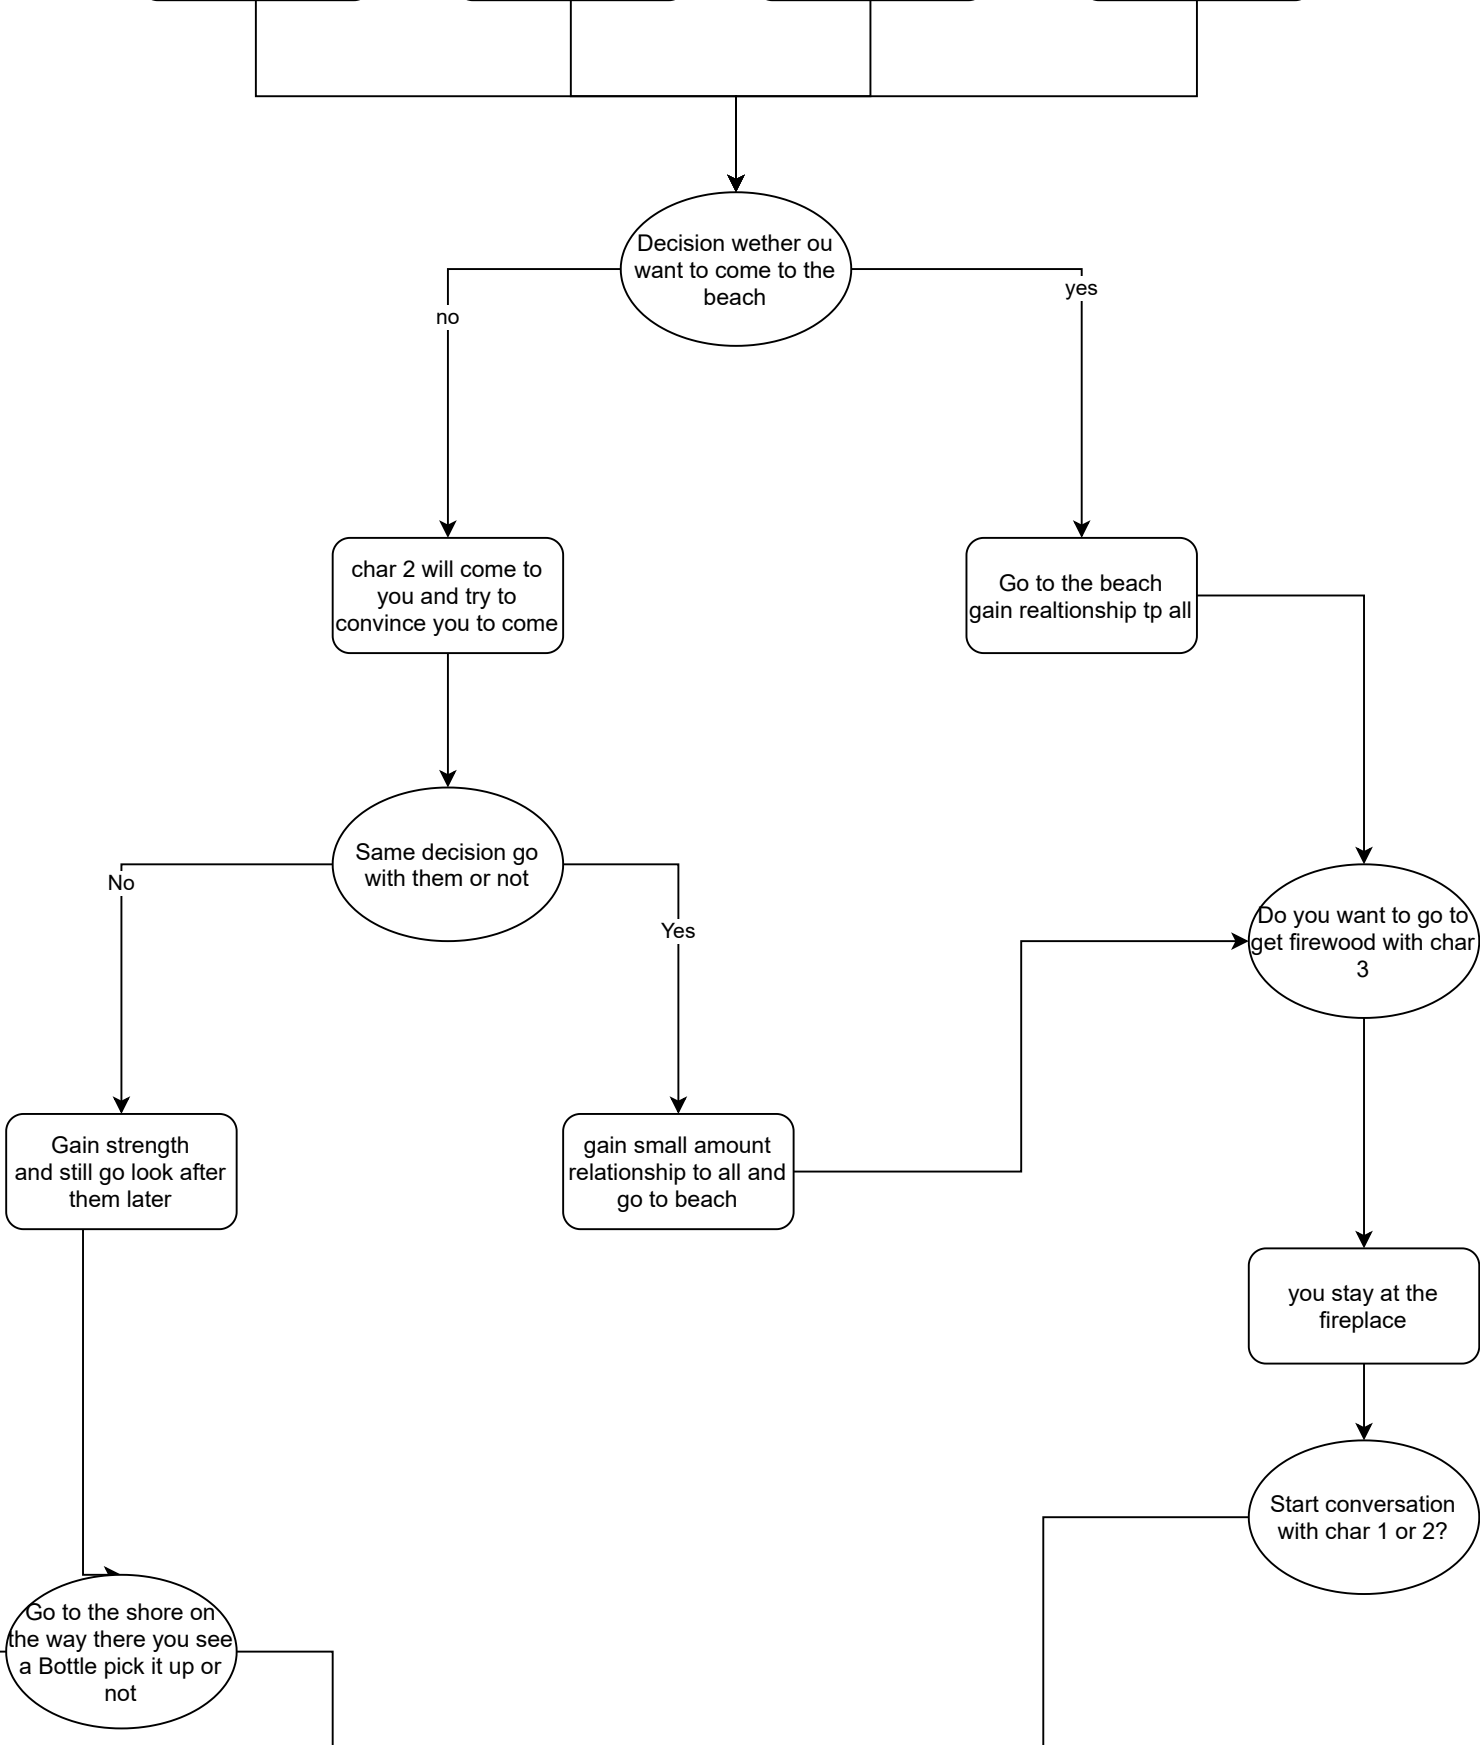 Decision wether ou
want to come to the
beach
no
yes
char 2 will come to
you and try to
convince you to come
Go to the beach
gain realtionship tp all
Same decision go
with them or not
No
Yes
Do you want to go to
get firewood with char
3
Gain strength
and still go look after
them later
gain small amount
relationship to all and
go to beach
you stay at the
fireplace
Start conversation
with char 1 or 2?
Go to the shore on
the way there you see
a Bottle pick it up or
not